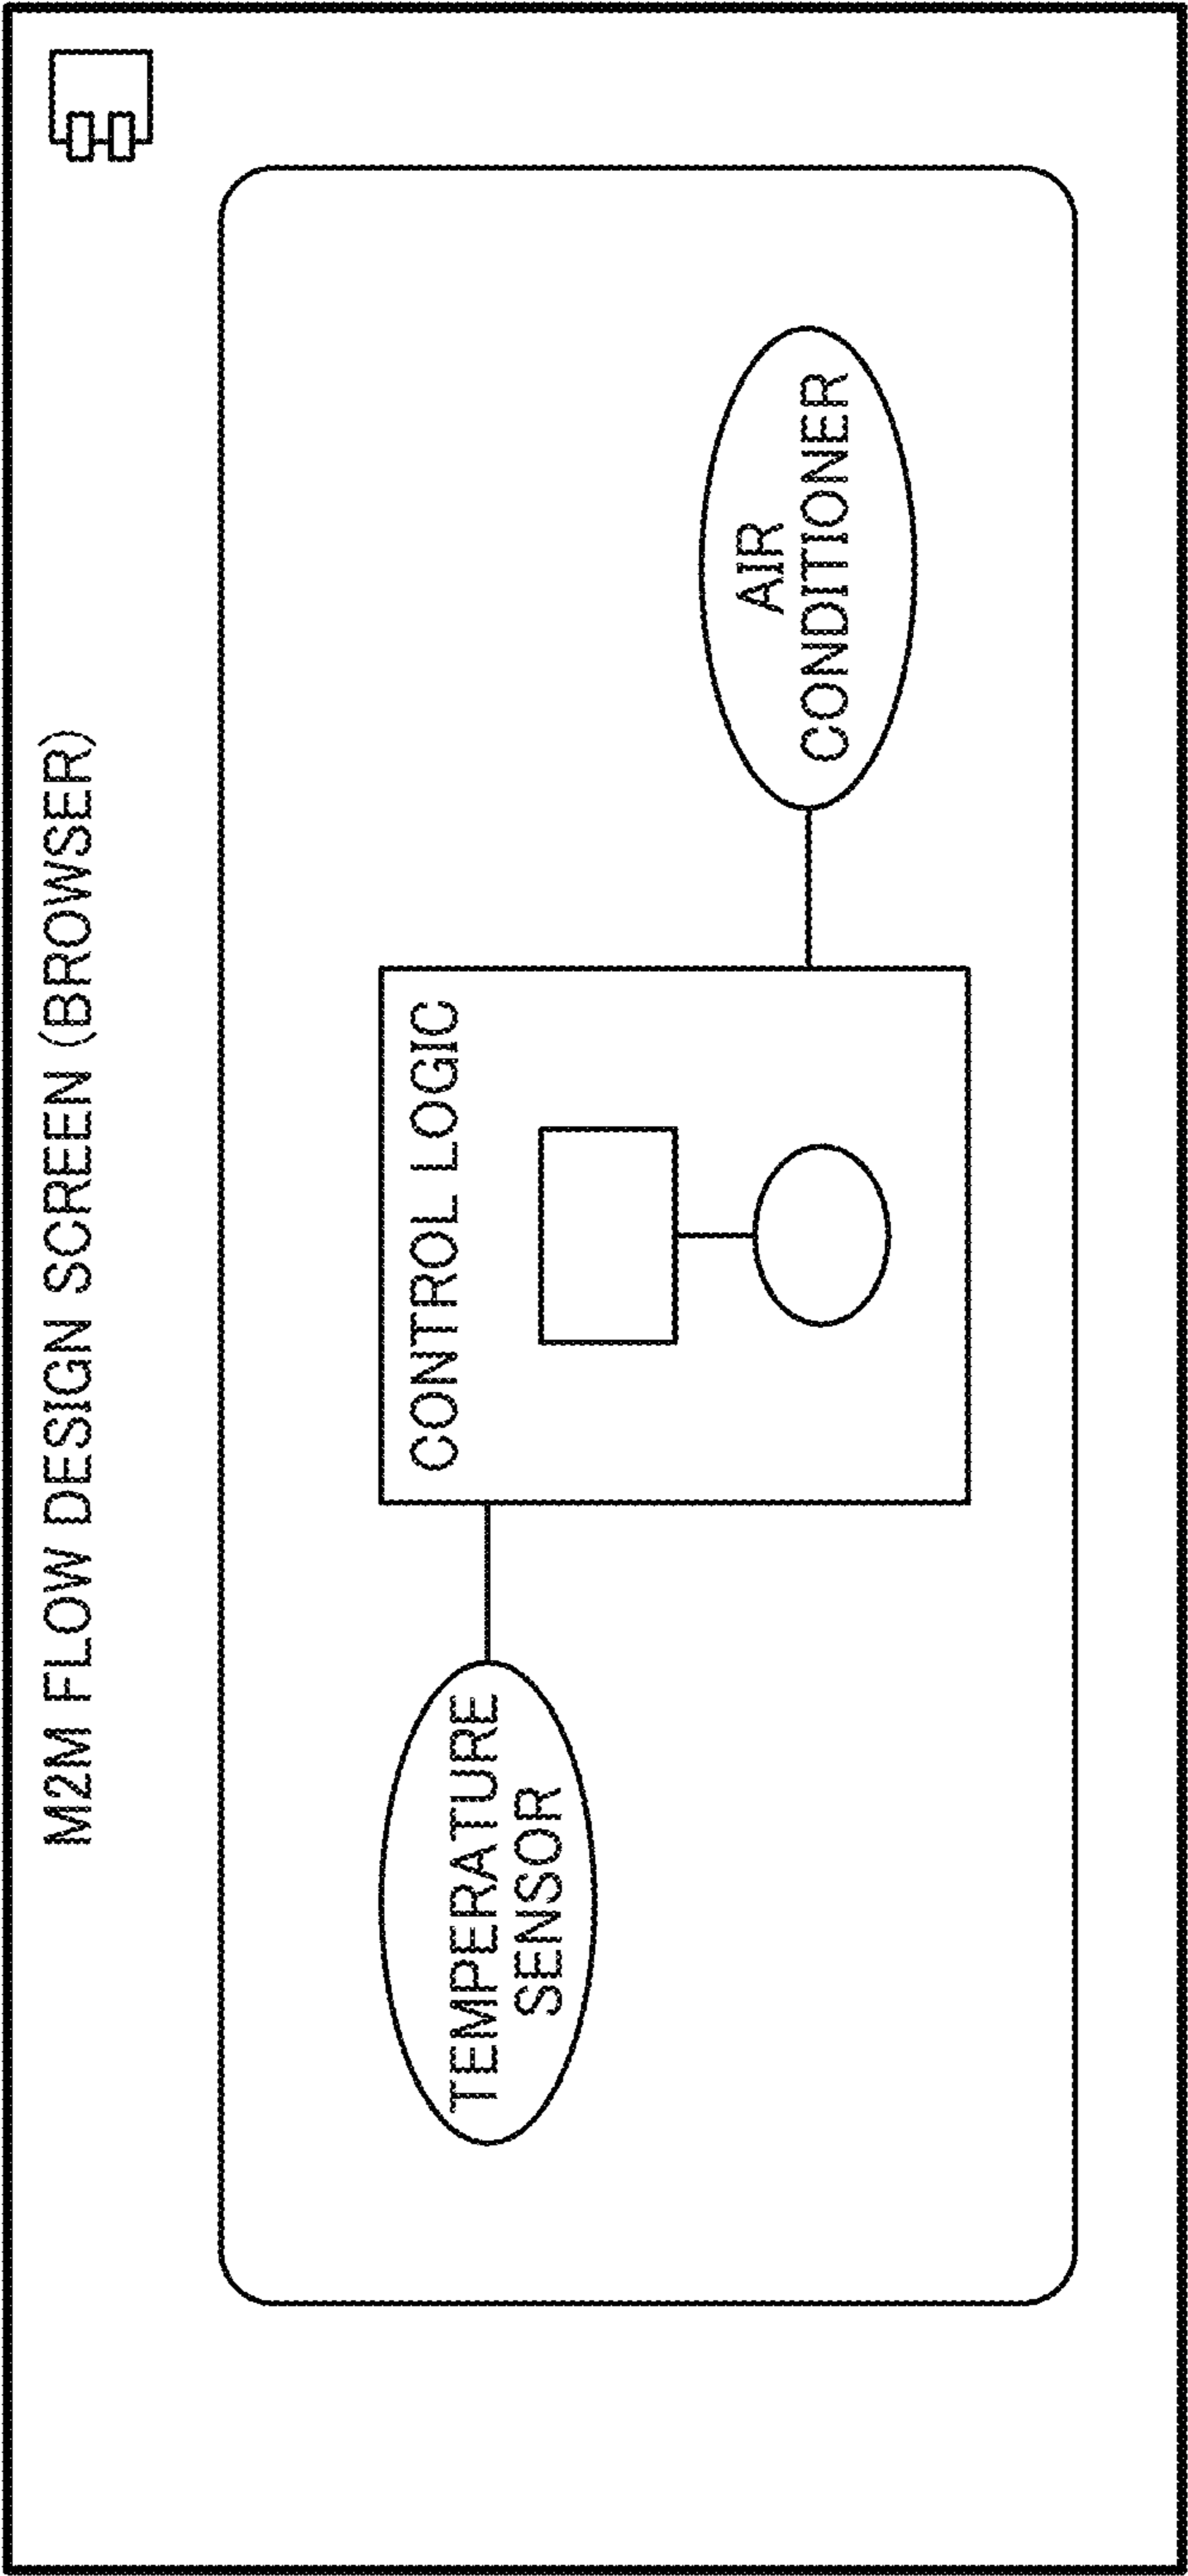 M2M FLOW DESIGN SCREEN (BROWSER)
TEMPERATURE
SENSOR
CONTROL LOGIC
AIR
CONDITIONER